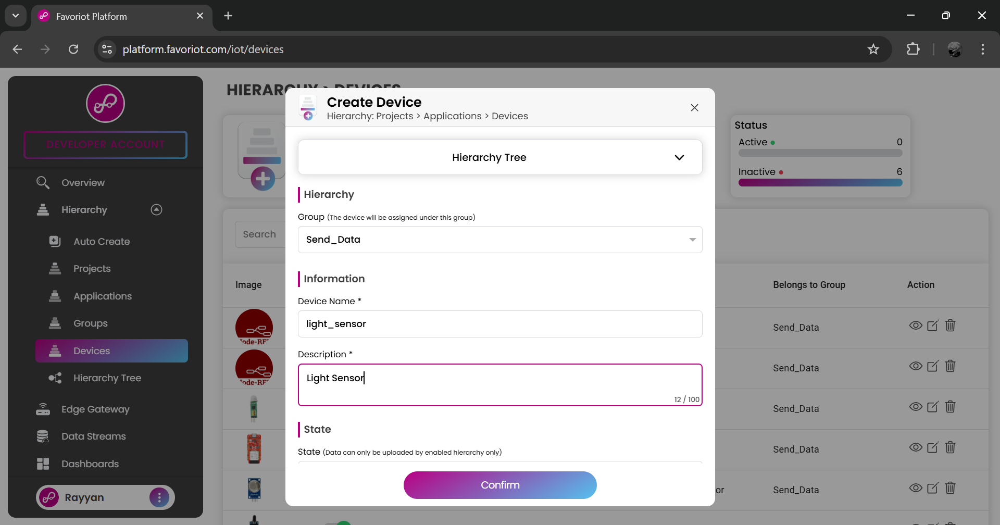 Favoriot Platform
platform.favoriot.com/iot/devices
DEVELOPER ACCOUNT
Overview
Hierarchy
Auto Create
Projects
Applications
Groups
Devices
Hierarchy Tree
Edge Gateway
Data Streams
Dashboards
Rayyan
HIERARCHY > DEVICES
Status
Active
0
Inactive
6
Search
Image
Belongs to Group
Action
Send_Data
Send_Data
Send_Data
Send_Data
or
Send_Data
Create Device
Hierarchy: Projects > Applications > Devices
Hierarchy Tree
Hierarchy
Group (The device will be assigned under this group)
Send_Data
Information
Device Name *
light_sensor
Description *
Light Sensor
12 / 100
State
State (Data can only be uploaded by enabled hierarchy only)
Confirm